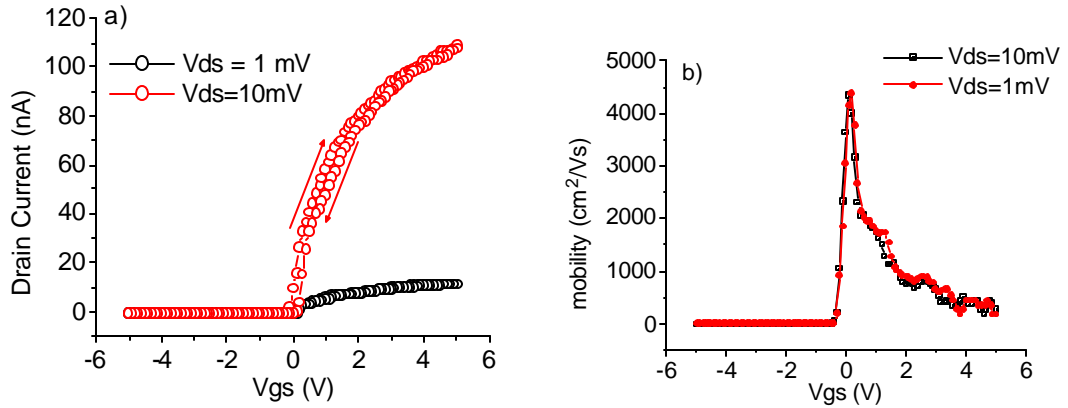 a)
Vds = 1 mV
Vds=10mV
Drain Current (nA)
120
100
80
60
40
20
0
-6 -4 -2 0 2 4 6
Vgs (V)
b)
Vds=10mV
Vds=1mV
mobility (cm²/Vs)
5000
4000
3000
2000
1000
0
-6 -4 -2 0 2 4 6
Vgs (V)